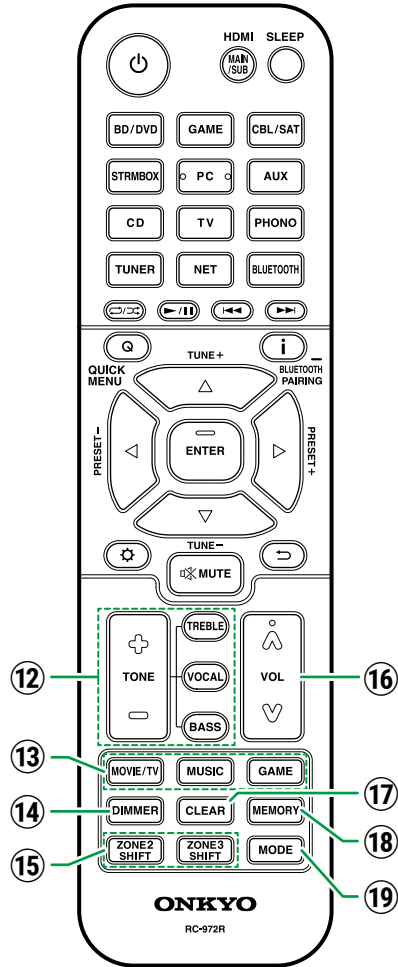 HDMI SLEEP
MAIN
/SUB
BD/DVD GAME CBL/SAT
STRMBOX PC AUX
CD TV PHONO
TUNER NET BLUETOOTH
Q TUNE+ i
QUICK
MENU
BLUETOOTH
PAIRING
PRESET- ENTER PRESET+
TUNE-
MUTE
12 TONE TREBLE VOL 16
VOCAL
BASS
13 MOVIE/TV MUSIC GAME 17
14 DIMMER CLEAR MEMORY 18
15 ZONE2
SHIFT ZONE3
SHIFT MODE 19
ONKYO
RC-972R